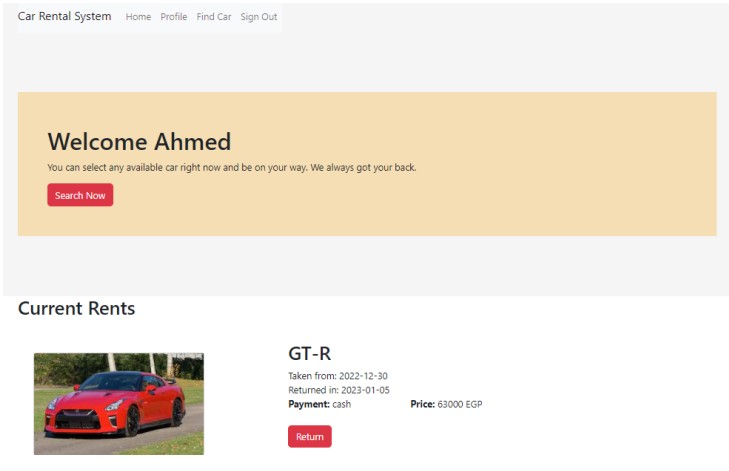 Car Rental System Home Profile Find Car Sign Out
Welcome Ahmed
You can select any available car right now and be on your way. We always got your back.
Search Now
Current Rents
GT-R
Taken from: 2022-12-30
Returned in: 2023-01-05
Payment: cash Price: 63000 EGP
Return